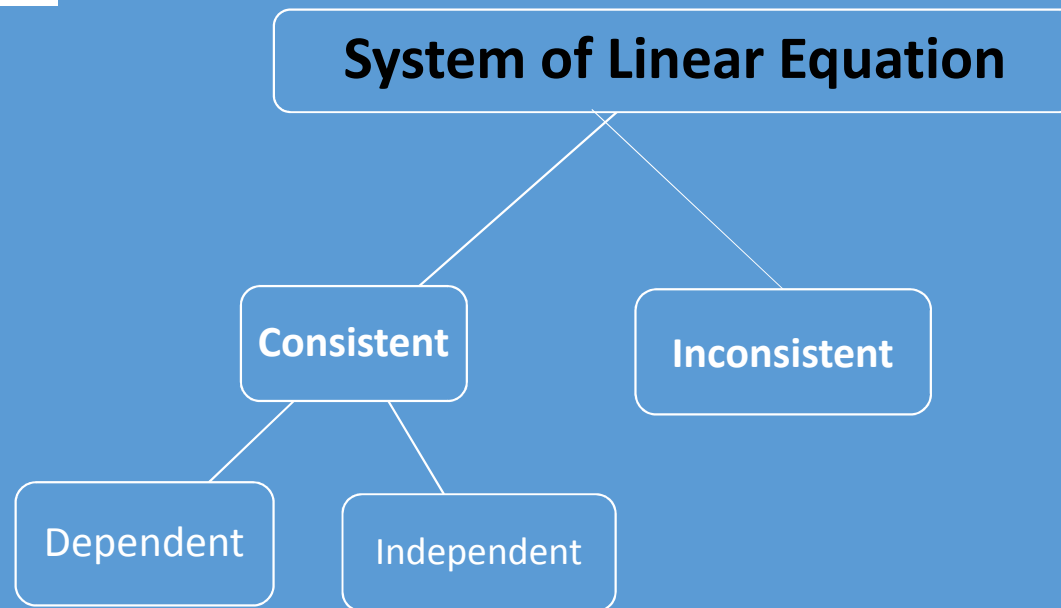 System of Linear Equation
Consistent
Inconsistent
Dependent
Independent